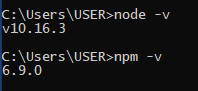 C:\Users\USER>node -v
v10.16.3
C:\Users\USER>npm -v
6.9.0